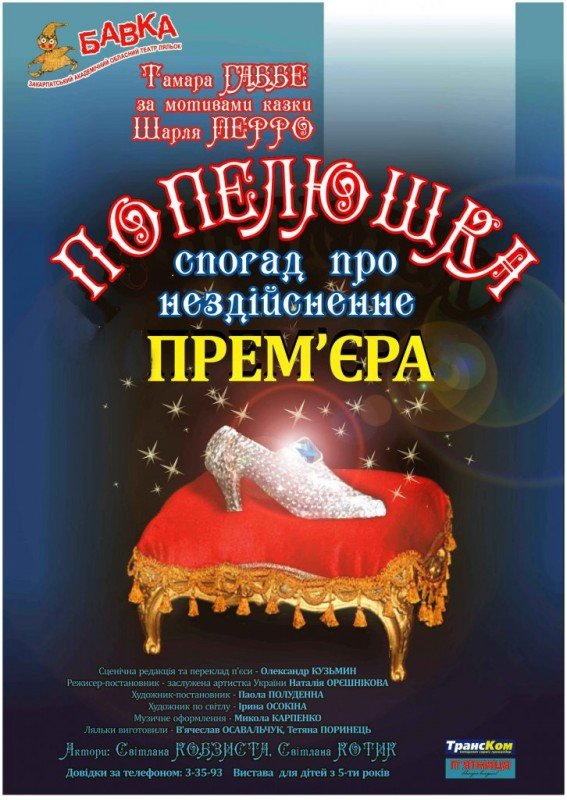 БАВКА
ЗАКАРПАТСЬКИЙ АКАДЕМІЧНИЙ ОБЛАСНИЙ ТЕАТР ЛЯЛЬОК
Тамара ГАББЕ
за мотивами казки
Шарля ПЕРРО
ПОПЕЛЮШКА
спогад про
нездійсненне
ПРЕМ'ЄРА
Сценічна редакція та переклад п'єси - Олександр КУЗЬМИН
Режисер-постановник - заслужена артистка України Наталія ОРЄШНІКОВА
Художник-постановник - Паола ПОЛУДЕННА
Художник по світлу - Ірина ОСОКІНА
Музичне оформлення - Микола КАРПЕНКО
Ляльки виготовили - В'ячеслав ОСАВАЛЬЧУК, Тетяна ПОРИНЕЦЬ
Актори: Світлана КОБЗИСТА, Світлана КОТИК
Довідки за телефоном: 3-35-93 Вистава для дітей з 5-ти років
ТрансКом
П'ЯТНИЦЯ